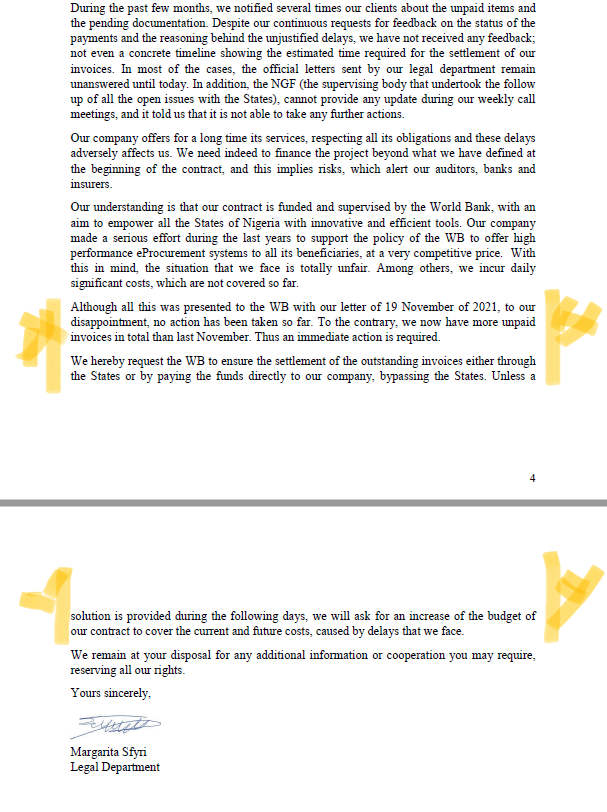 During the past few months, we notified several times our clients about the unpaid items and
the pending documentation. Despite our continuous requests for feedback on the status of the
payments and the reasoning behind the unjustified delays, we have not received any feedback;
not even a concrete timeline showing the estimated time required for the settlement of our
invoices. In most of the cases, the official letters sent by our legal department remain
unanswered until today. In addition, the NGF (the supervising body that undertook the follow
up of all the open issues with the States), cannot provide any update during our weekly call
meetings, and it told us that it is not able to take any further actions.
Our company offers for a long time its services, respecting all its obligations and these delays
adversely affects us. We need indeed to finance the project beyond what we have defined at
the beginning of the contract, and this implies risks, which alert our auditors, banks and
insurers.
Our understanding is that our contract is funded and supervised by the World Bank, with an
aim to empower all the States of Nigeria with innovative and efficient tools. Our company
made a serious effort during the last years to support the policy of the WB to offer high
performance eProcurement systems to all its beneficiaries, at a very competitive price. With
this in mind, the situation that we face is totally unfair. Among others, we incur daily
significant costs, which are not covered so far.
Although all this was presented to the WB with our letter of 19 November of 2021, to our
disappointment, no action has been taken so far. To the contrary, we now have more unpaid
invoices in total than last November. Thus an immediate action is required.
We hereby request the WB to ensure the settlement of the outstanding invoices either through
the States or by paying the funds directly to our company, bypassing the States. Unless a
4
solution is provided during the following days, we will ask for an increase of the budget of
our contract to cover the current and future costs, caused by delays that we face.
We remain at your disposal for any additional information or cooperation you may require,
reserving all our rights.
Yours sincerely,
Margarita Sfyri
Legal Department